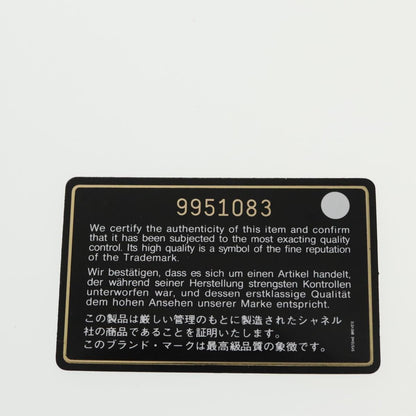 9951083
We certify the authenticity of this item and confirm
that it has been subjected to the most exacting quality
control. Its high quality is a symbol of the fine reputation
of the Trademark.
Wir bestätigen, dass es sich um einen Artikel handelt,
der während seiner Herstellung strengsten Kontrollen
unterworfen war, und dessen erstklassige Qualität
dem hohen Ansehen unserer Marke entspricht.
この製品は厳しい管理のもとに製造されたシャネル
社の商品であることを証明いたします。
このブランド・マークは最高級品質の象徴です。